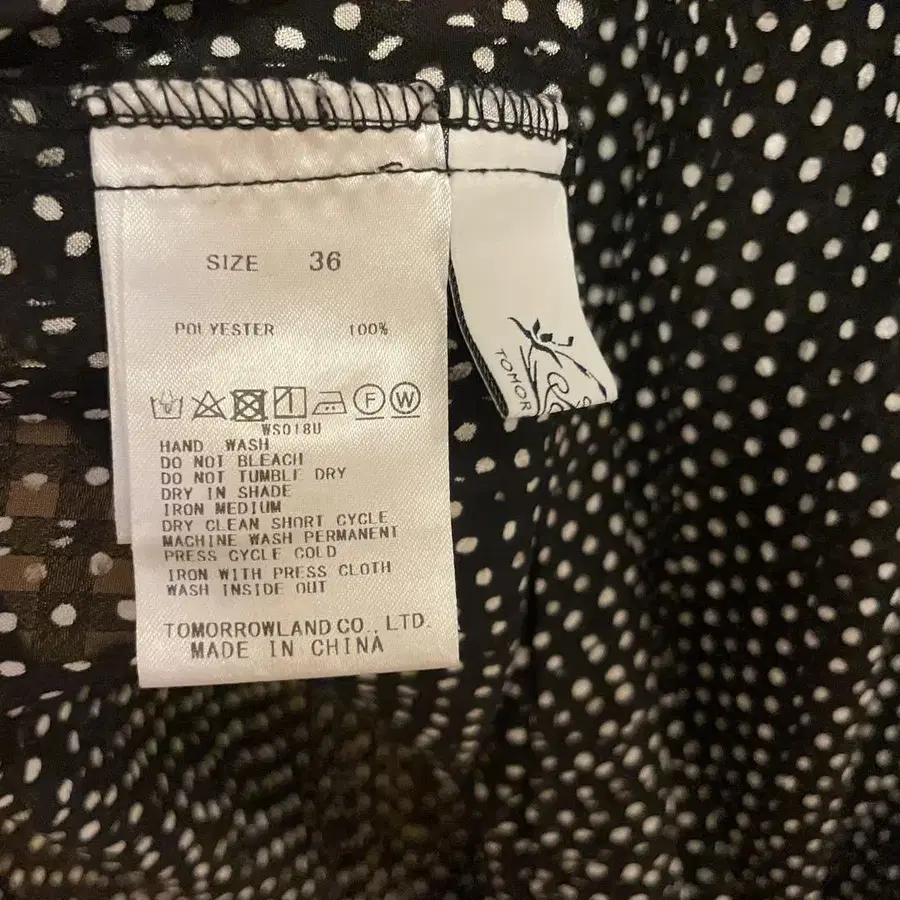 SIZE 36
POLYESTER 100%
F W
WS018U
HAND WASH
DO NOT BLEACH
DO NOT TUMBLE DRY
DRY IN SHADE
IRON MEDIUM
DRY CLEAN SHORT CYCLE
MACHINE WASH PERMANENT
PRESS CYCLE COLD
IRON WITH PRESS CLOTH
WASH INSIDE OUT
TOMORROWLAND CO., LTD.
MADE IN CHINA
TOMOR